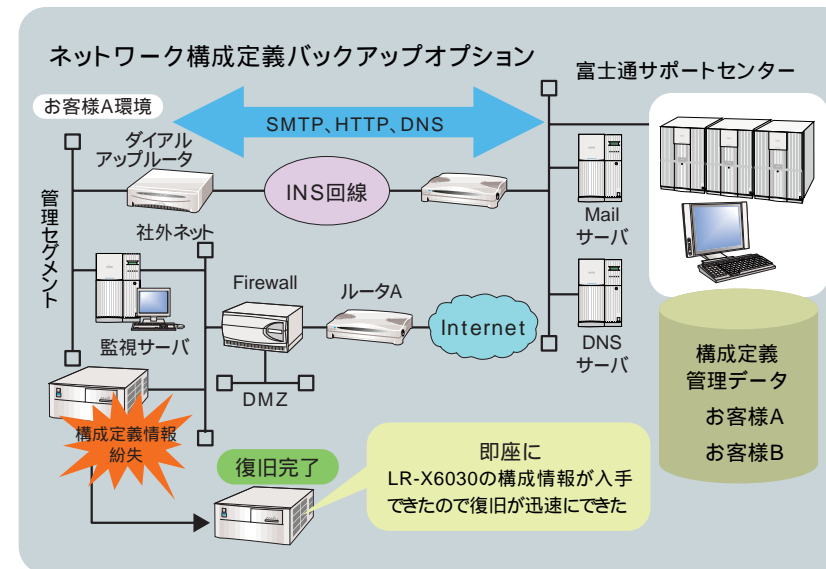 ネットワーク構成定義バックアップオプション
富士通サポートセンター
お客様A環境
SMTP、HTTP、DNS
ダイアル
アップルータ
INS回線
Mail
サーバ
管理セグメント
社外ネット
Firewall
ルータA
Internet
監視サーバ
DMZ
DNS
サーバ
構成定義
管理データ
お客様A
お客様B
構成定義情報
紛失
復旧完了
即座に
LR-X6030の構成情報が入手
できたので復旧が迅速にできた